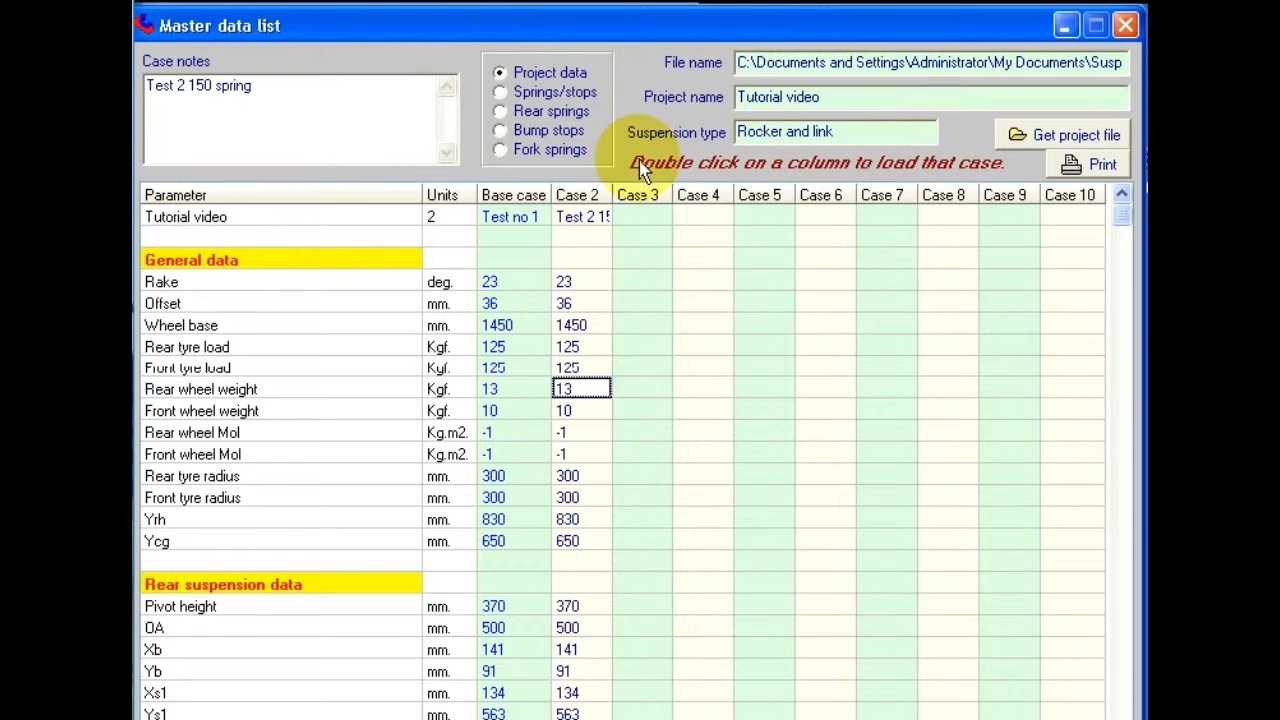 Master data list
Case notes
Test 2 150 spring
Project data
Springs/stops
Rear springs
Bump stops
Fork springs
File name C:\Documents and Settings\Administrator\My Documents\Susp
Project name Tutorial video
Suspension type Rocker and link
Get project file
Double click on a column to load that case.
Print
Parameter Units Base case Case 2 Case 3 Case 4 Case 5 Case 6 Case 7 Case 8 Case 9 Case 10
Tutorial video 2 Test no 1 Test 2 15
General data
Rake deg. 23 23
Offset mm. 36 36
Wheel base mm. 1450 1450
Rear tyre load Kgf. 125 125
Front tyre load Kgf. 125 125
Rear wheel weight Kgf. 13 13
Front wheel weight Kgf. 10 10
Rear wheel MoI Kg.m2. -1 -1
Front wheel MoI Kg.m2. -1 -1
Rear tyre radius mm. 300 300
Front tyre radius mm. 300 300
Yrh mm. 830 830
Ycg mm. 650 650
Rear suspension data
Pivot height mm. 370 370
OA mm. 500 500
Xb mm. 141 141
Yb mm. 91 91
Xs1 mm. 134 134
Ys1 mm. 563 563